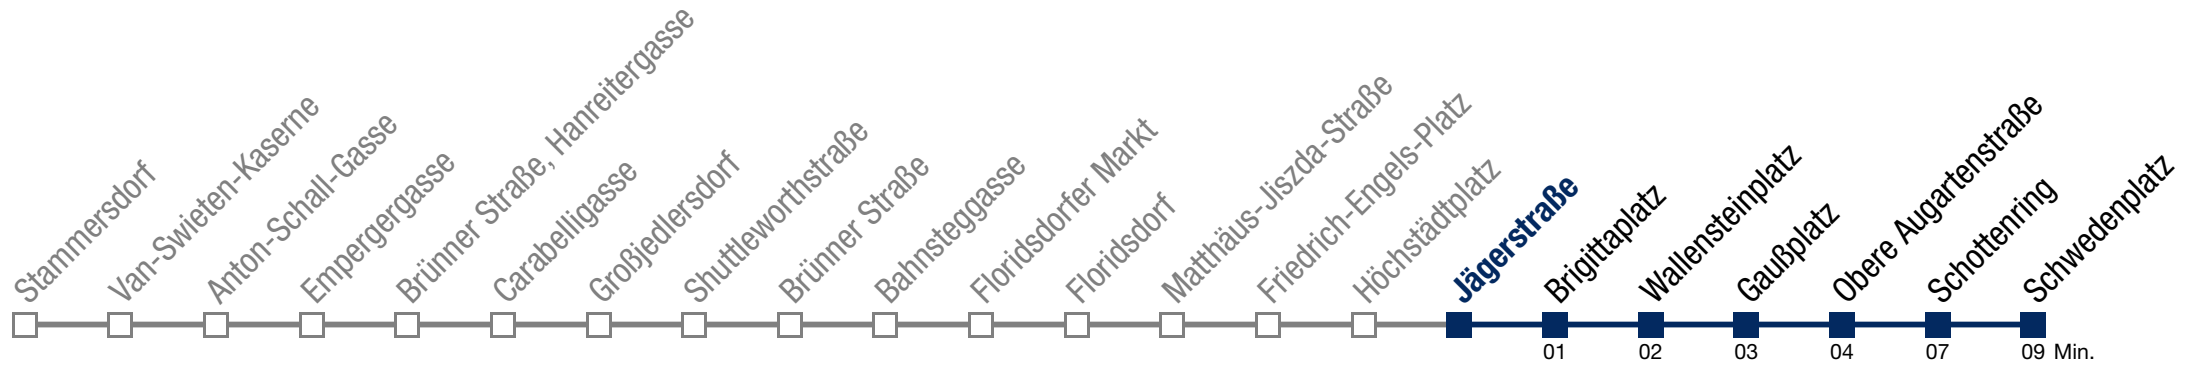 Stammersdorf
Van-Swieten-Kaserne
Anton-Schall-Gasse
Empergergasse
Brünner Straße, Hanreitergasse
Carabelligasse
Großjedlersdorf
Shuttleworthstraße
Brünner Straße
Bahnsteggasse
Floridsdorfer Markt
Floridsdorf
Matthäus-Jiszda-Straße
Friedrich-Engels-Platz
Höchstädtplatz
Jägerstraße
Brigittaplatz
Wallensteinplatz
Gaußplatz
Obere Augartenstraße
Schottenring
Schwedenplatz
01 02 03 04 07 09 Min.